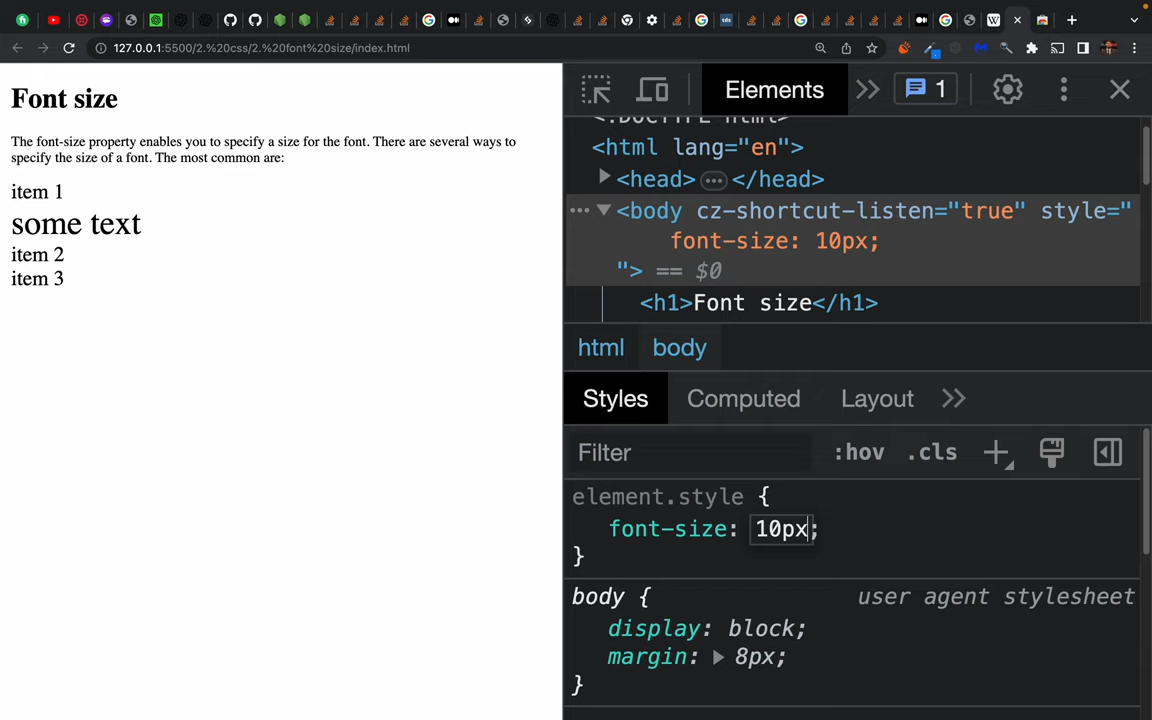 127.0.0.1:5500/2.%20css/2.%20font%20size/index.html
Font size
The font-size property enables you to specify a size for the font. There are several ways to
specify the size of a font. The most common are:
item 1
some text
item 2
item 3
Elements
1
<!DOCTYPE html>
<html lang="en">
<head> ... </head>
<body cz-shortcut-listen="true" style="
font-size: 10px;
"> == $0
<h1>Font size</h1>
html body
Styles Computed Layout
Filter :hov .cls
element.style {
font-size: 10px;
}
body { user agent stylesheet
display: block;
margin: 8px;
}